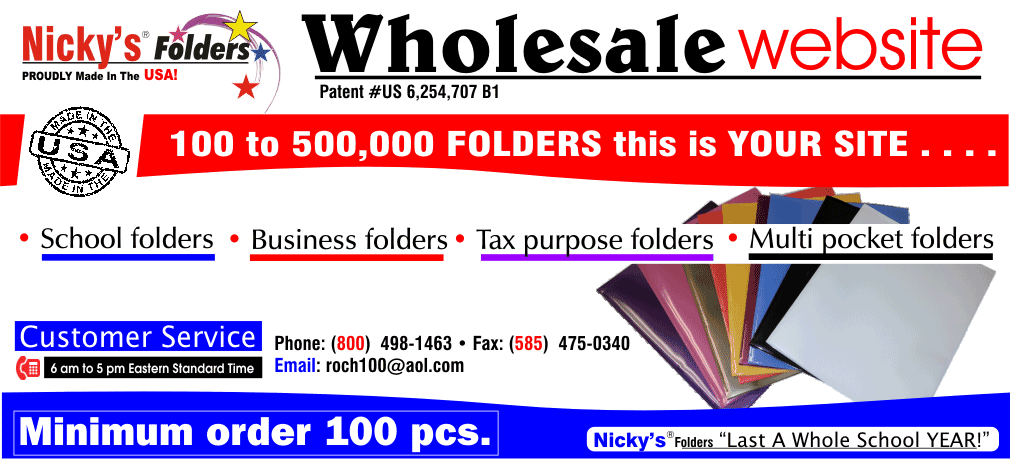 Nicky's® Folders
PROUDLY Made In The USA!
Wholesale website
Patent #US 6,254,707 B1
MADE IN THE
USA
MADE IN THE
100 to 500,000 FOLDERS this is YOUR SITE . . . .
• School folders • Business folders • Tax purpose folders • Multi pocket folders
Customer Service
6 am to 5 pm Eastern Standard Time
Phone: (800) 498-1463 • Fax: (585) 475-0340
Email: roch100@aol.com
Minimum order 100 pcs.
Nicky's® Folders “Last A Whole School YEAR!”